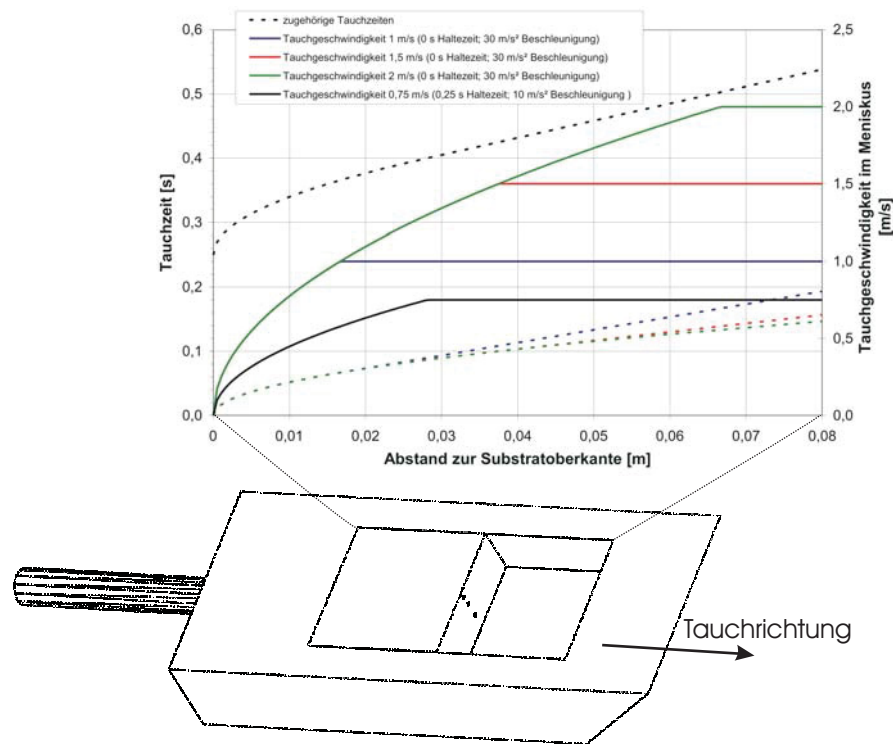 zugehörige Tauchzeiten
Tauchgeschwindigkeit 1 m/s (0 s Haltezeit; 30 m/s² Beschleunigung)
Tauchgeschwindigkeit 1,5 m/s (0 s Haltezeit; 30 m/s² Beschleunigung)
Tauchgeschwindigkeit 2 m/s (0 s Haltezeit; 30 m/s² Beschleunigung)
Tauchgeschwindigkeit 0,75 m/s (0,25 s Haltezeit; 10 m/s² Beschleunigung )
Tauchzeit [s]
0,6
0,5
0,4
0,3
0,2
0,1
0,0
2,5
2,0
1,5
1,0
0,5
0,0
Tauchgeschwindigkeit im Meniskus
[m/s]
0 0,01 0,02 0,03 0,04 0,05 0,06 0,07 0,08
Abstand zur Substratoberkante [m]
Tauchrichtung